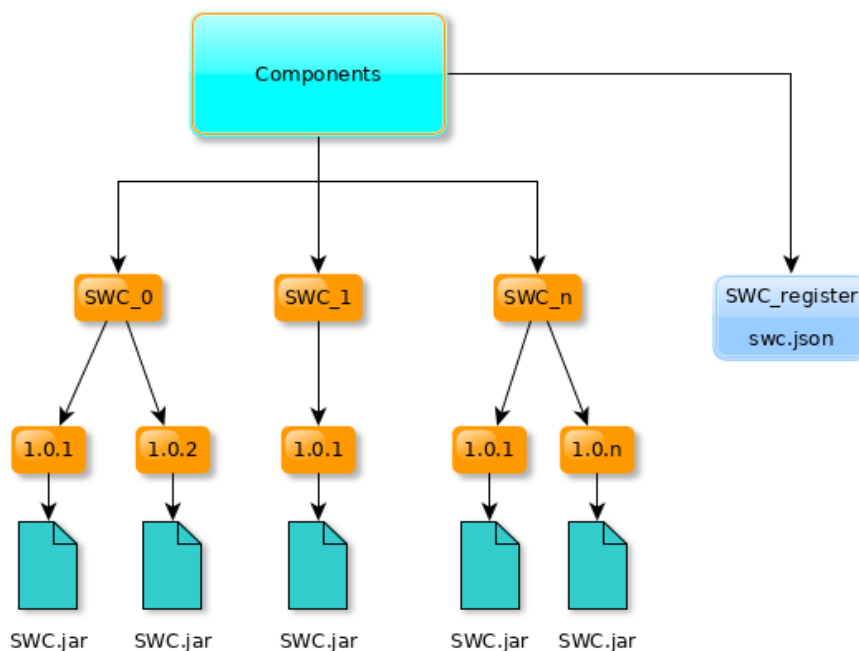 Components
SWC_0
SWC_1
SWC_n
SWC_register
swc.json
1.0.1
1.0.2
1.0.1
1.0.1
1.0.n
SWC.jar
SWC.jar
SWC.jar
SWC.jar
SWC.jar